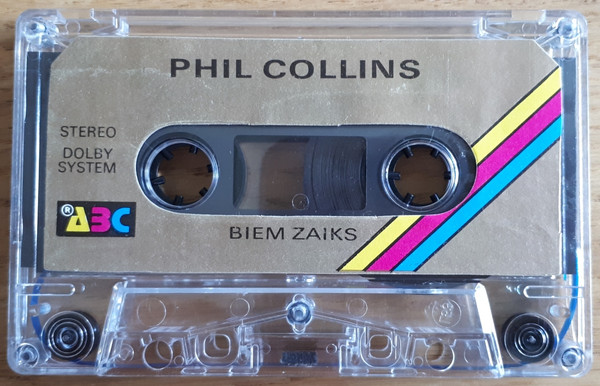 PHIL COLLINS
STEREO
DOLBY
SYSTEM
®ABC
BIEM ZAIKS